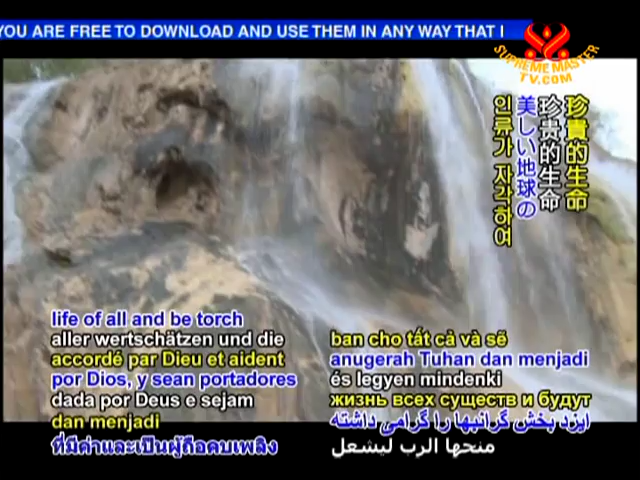 YOU ARE FREE TO DOWNLOAD AND USE THEM IN ANY WAY THAT I
SUPREME MASTER
TV.COM
珍貴的生命
珍貴的生命
美しい地球の
인류가 자각하여
life of all and be torch
aller wertschätzen und die
accordé par Dieu et aident
por Dios, y sean portadores
dada por Deus e sejam
dan menjadi
ที่มีค่าและเป็นผู้ถือคบเพลิง
ban cho tất cả và sẽ
anugerah Tuhan dan menjadi
és legyen mindenki
жизнь всех существ и будут
ایزد بخش گرانبها را گرامی داشته
منحها الرب ليشعل